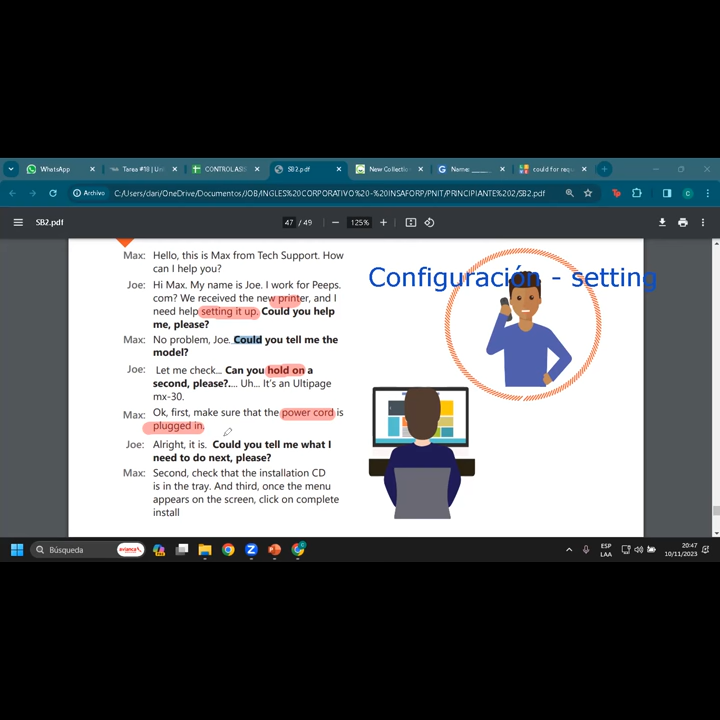 WhatsApp
Tarea #18 | Uni
CONTROL ASIS
SB2.pdf
New Collection
Name: ______
could for requ
Archivo C:/Users/dari/OneDrive/Documentos/JOB/INGLES%20CORPORATIVO%20-%20INSAFORP/PNIT/PRINCIPIANTE%202/SB2.pdf
SB2.pdf 47 / 49 125%
Max: Hello, this is Max from Tech Support. How
can I help you?
Joe: Hi Max. My name is Joe. I work for Peeps.
com? We received the new printer, and I
need help setting it up. Could you help
me, please?
Max: No problem, Joe. Could you tell me the
model?
Joe: Let me check... Can you hold on a
second, please?.... Uh... It's an Ultipage
mx-30.
Max: Ok, first, make sure that the power cord is
plugged in.
Joe: Alright, it is. Could you tell me what I
need to do next, please?
Max: Second, check that the installation CD
is in the tray. And third, once the menu
appears on the screen, click on complete
install
Configuración - setting
Búsqueda
avianca
ESP
LAA
20:47
10/11/2023